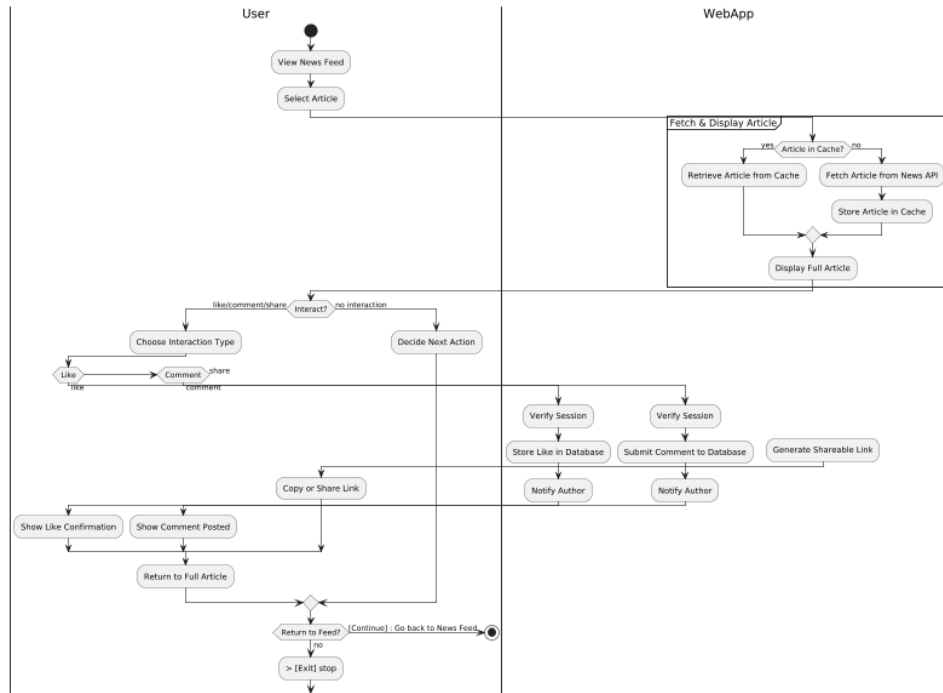 User
WebApp
View News Feed
Select Article
Fetch & Display Article
Article in Cache?
yes
no
Retrieve Article from Cache
Fetch Article from News API
Store Article in Cache
Display Full Article
Interact?
like/comment/share
no interaction
Choose Interaction Type
Decide Next Action
Like
like
Comment
share
comment
Verify Session
Verify Session
Store Like in Database
Submit Comment to Database
Generate Shareable Link
Copy or Share Link
Notify Author
Notify Author
Show Like Confirmation
Show Comment Posted
Return to Full Article
Return to Feed?
[Continue] : Go back to News Feed
no
> [Exit] stop